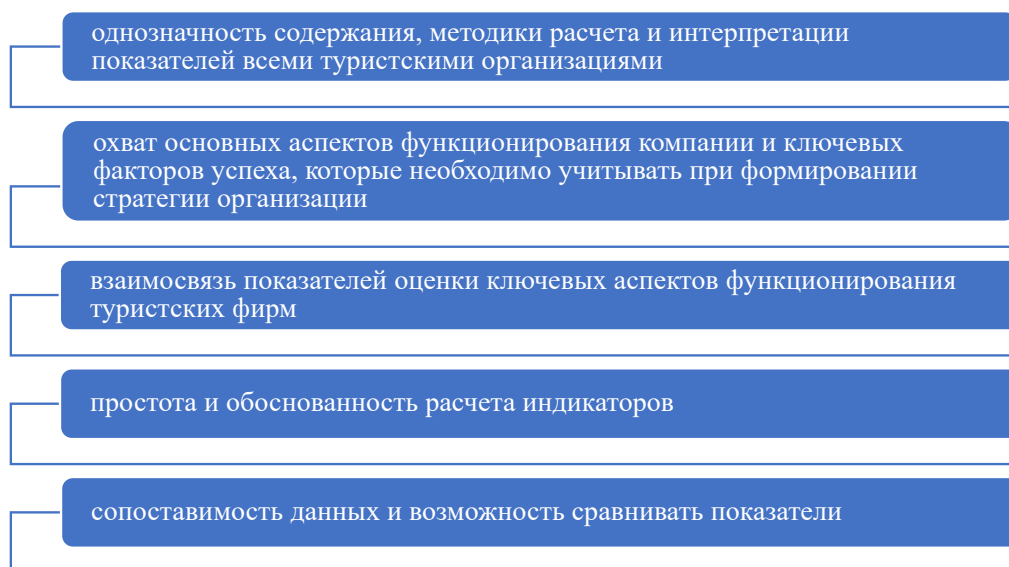 однозначность содержания, методики расчета и интерпретации
показателей всеми туристскими организациями
охват основных аспектов функционирования компании и ключевых
факторов успеха, которые необходимо учитывать при формировании
стратегии организации
взаимосвязь показателей оценки ключевых аспектов функционирования
туристских фирм
простота и обоснованность расчета индикаторов
сопоставимость данных и возможность сравнивать показатели